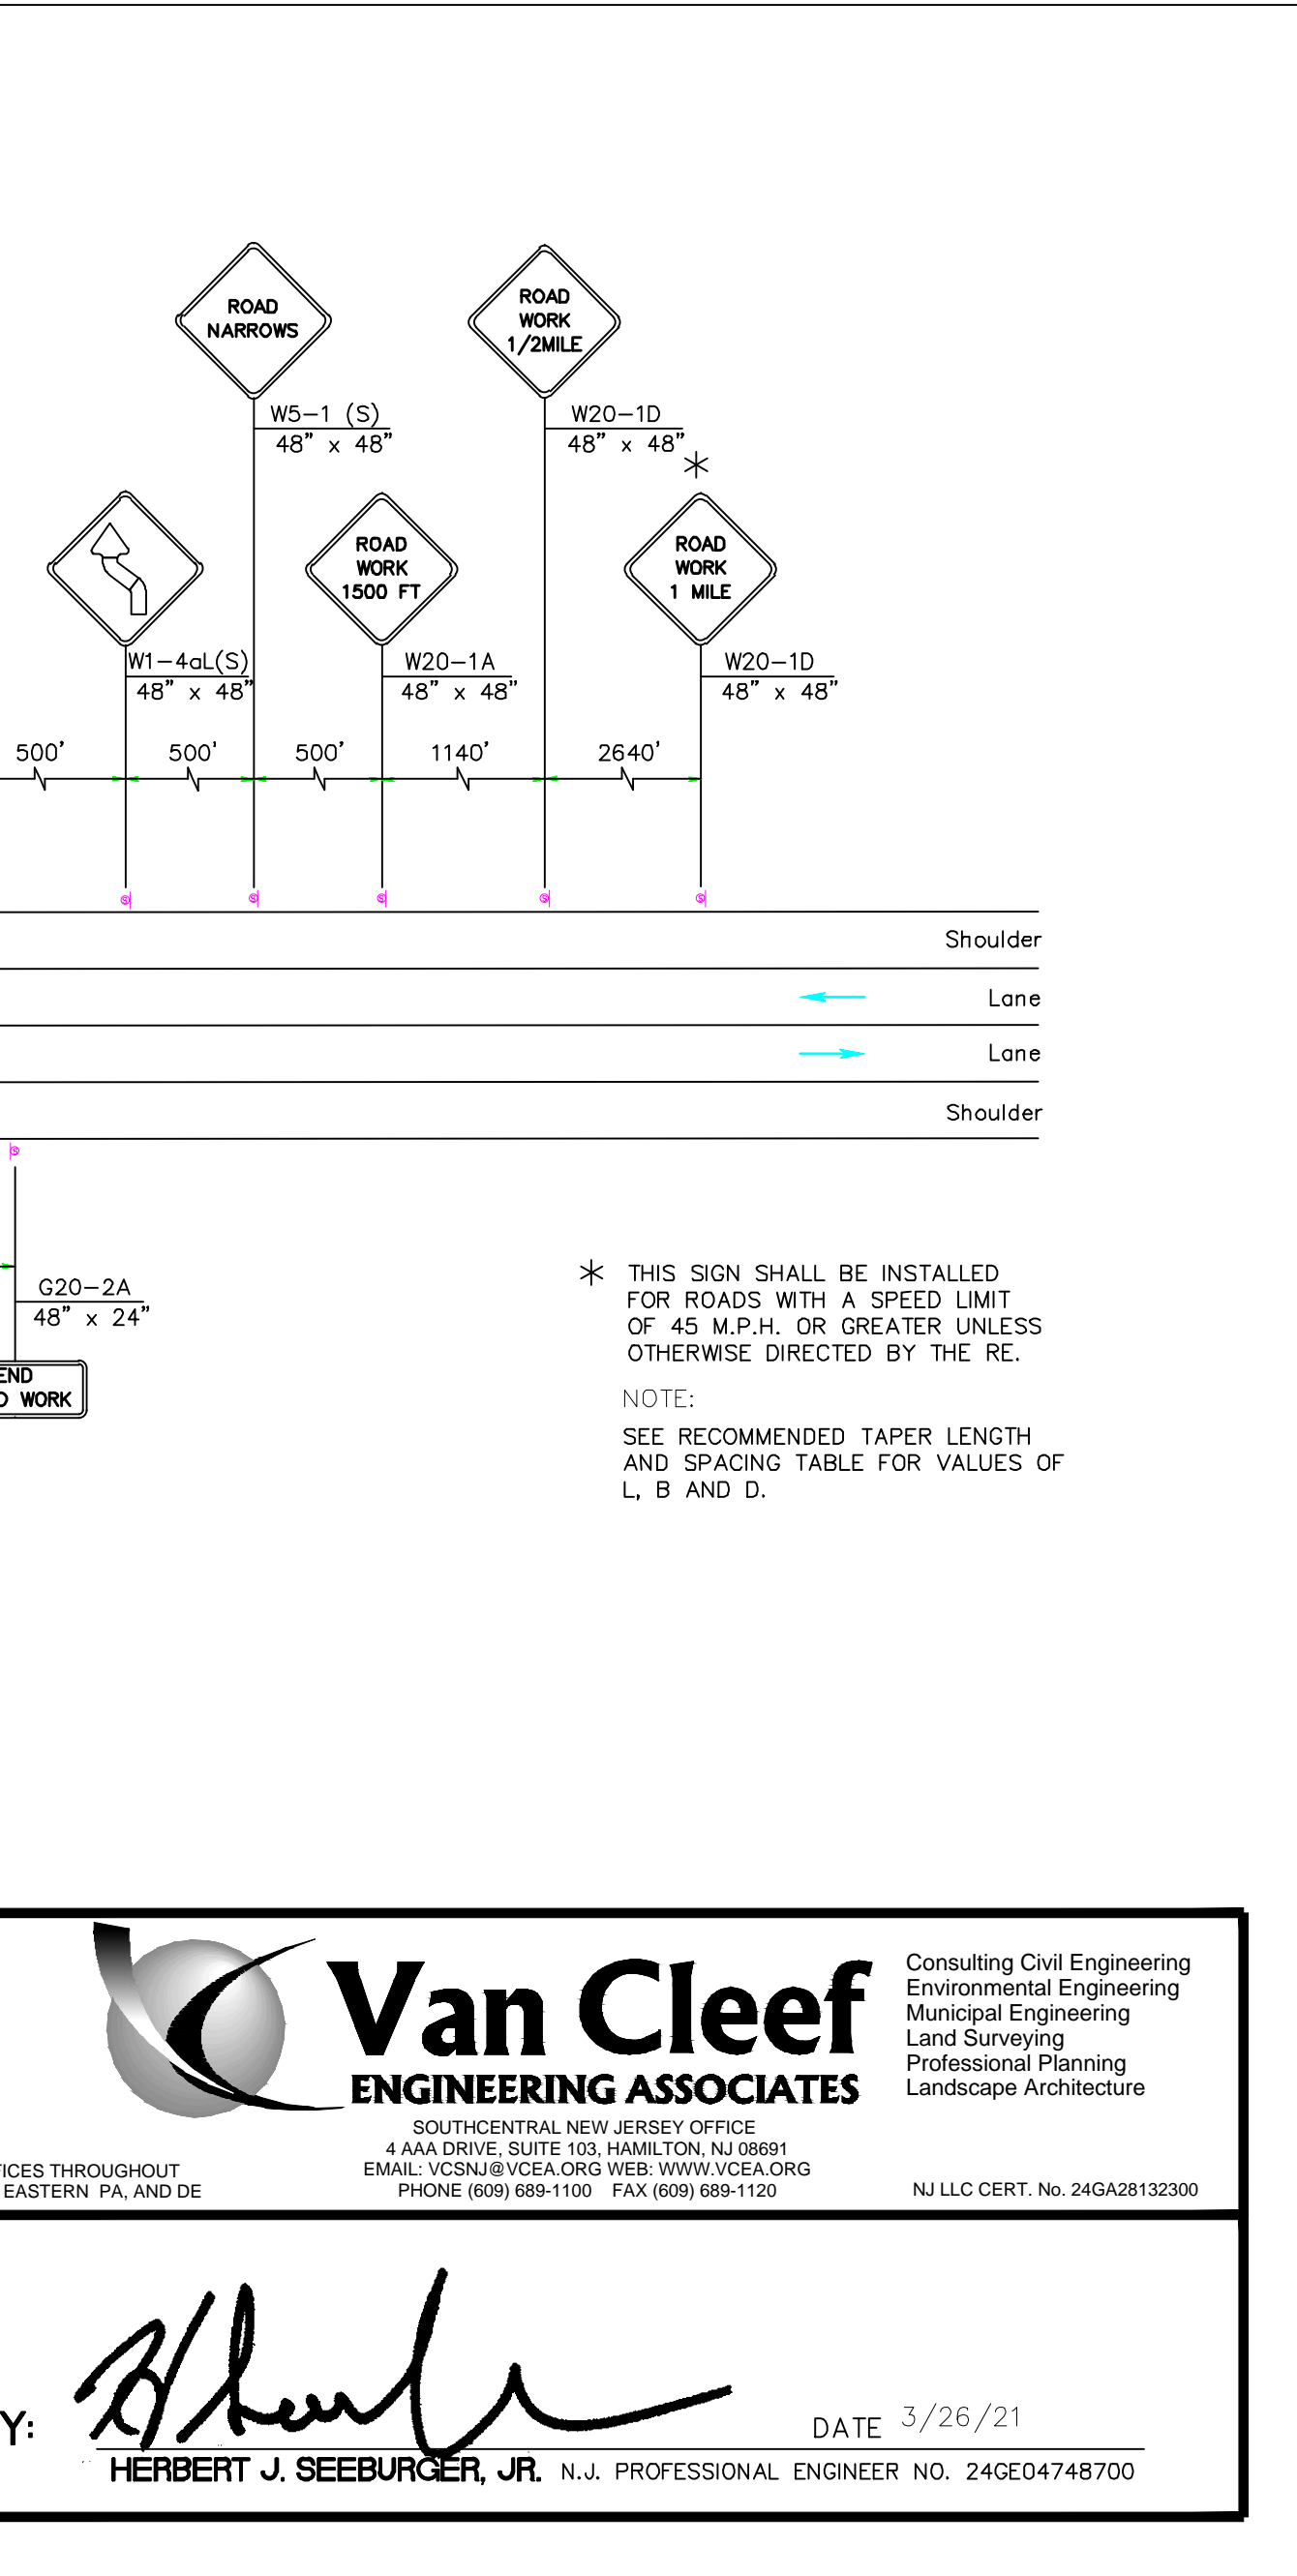 ROAD
NARROWS
W5-1 (S)
48" x 48"
ROAD
WORK
1/2MILE
W20-1D
48" x 48"
*
W1-4aL(S)
48" x 48"
ROAD
WORK
1500 FT
W20-1A
48" x 48"
ROAD
WORK
1 MILE
W20-1D
48" x 48"
500' 500' 500' 1140' 2640'
S S S S S
Shoulder
Lane
Lane
Shoulder
S
G20-2A
48" x 24"
END
D WORK
* THIS SIGN SHALL BE INSTALLED
FOR ROADS WITH A SPEED LIMIT
OF 45 M.P.H. OR GREATER UNLESS
OTHERWISE DIRECTED BY THE RE.
NOTE:
SEE RECOMMENDED TAPER LENGTH
AND SPACING TABLE FOR VALUES OF
L, B AND D.
Van Cleef
ENGINEERING ASSOCIATES
SOUTHCENTRAL NEW JERSEY OFFICE
4 AAA DRIVE, SUITE 103, HAMILTON, NJ 08691
EMAIL: VCSNJ@VCEA.ORG WEB: WWW.VCEA.ORG
PHONE (609) 689-1100 FAX (609) 689-1120
Consulting Civil Engineering
Environmental Engineering
Municipal Engineering
Land Surveying
Professional Planning
Landscape Architecture
FICES THROUGHOUT
EASTERN PA, AND DE
NJ LLC CERT. No. 24GA28132300
Y:
DATE 3/26/21
HERBERT J. SEEBURGER, JR. N.J. PROFESSIONAL ENGINEER NO. 24GE04748700